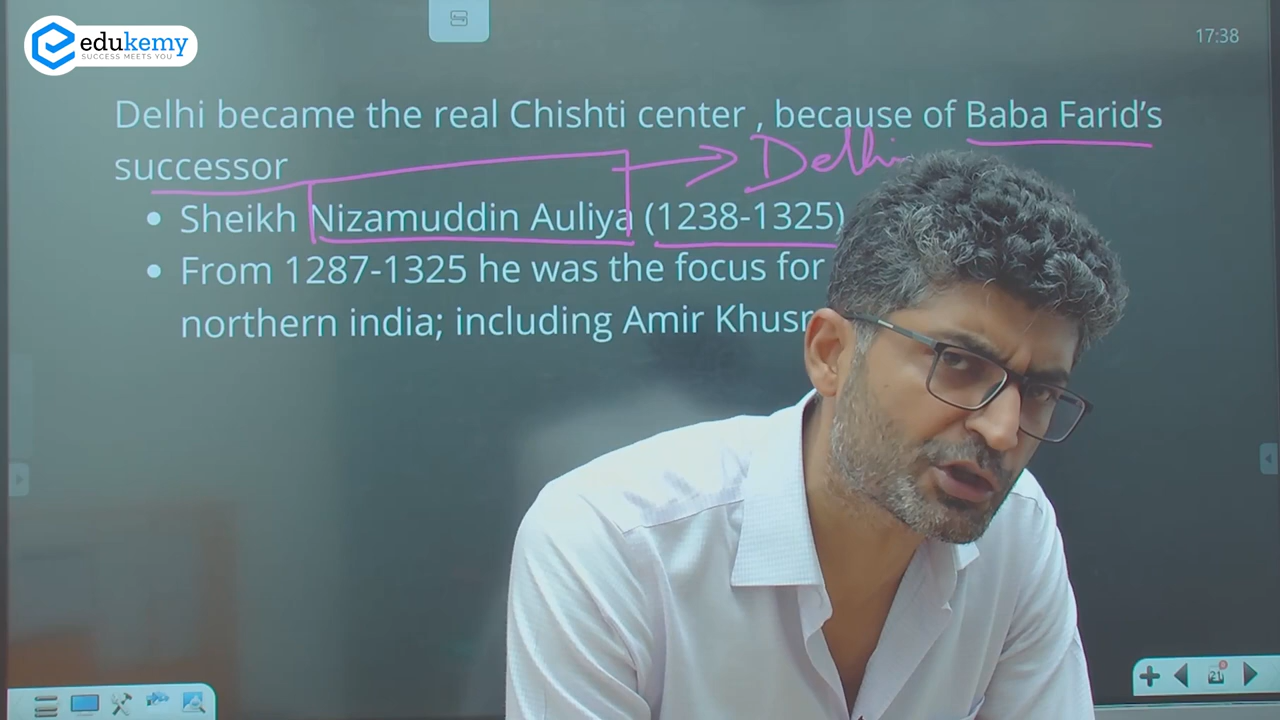 edukemy
SUCCESS MEETS YOU
17:38
Delhi became the real Chishti center , because of Baba Farid's
successor
Delhi
• Sheikh Nizamuddin Auliya (1238-1325)
• From 1287-1325 he was the focus for
northern india; including Amir
21